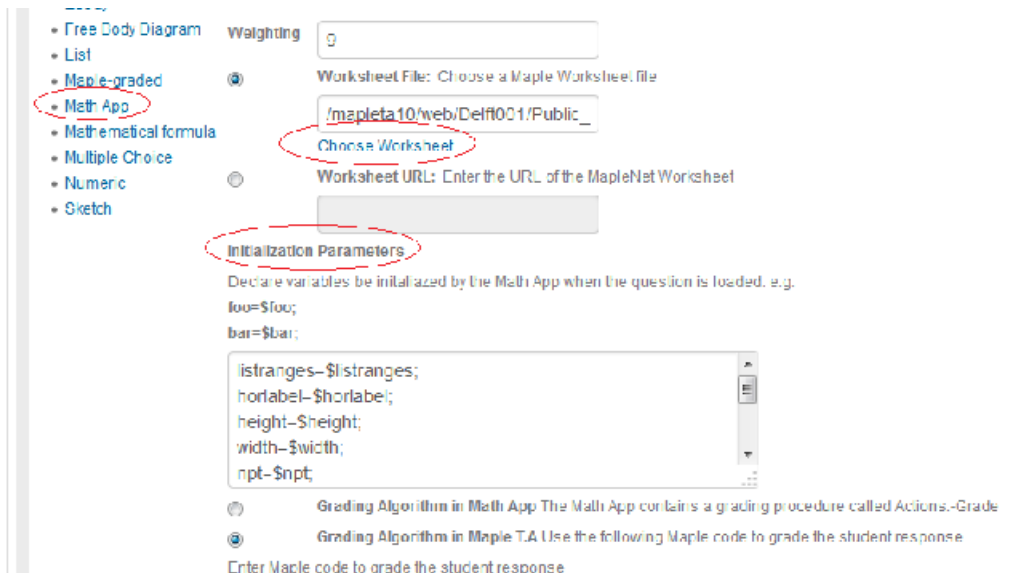 • Free Body Diagram
• List
• Maple-graded
• Math App
• Mathematical formula
• Multiple Choice
• Numeric
• Sketch
Weighting 9
Worksheet File: Choose a Maple Worksheet file
/mapleta10/web/Delft001/Public_
Choose Worksheet
Worksheet URL: Enter the URL of the MapleNet Worksheet
Initialization Parameters
Declare variables be initaliazed by the Math App when the question is loaded. e.g.
foo=$foo;
bar=$bar;
listranges=$listranges;
horlabel=$horlabel;
height=$height;
width=$width;
npt=$npt;
Grading Algorithm in Math App The Math App contains a grading procedure called Actions:-Grade
Grading Algorithm in Maple T.A Use the following Maple code to grade the student response
Enter Maple code to grade the student response